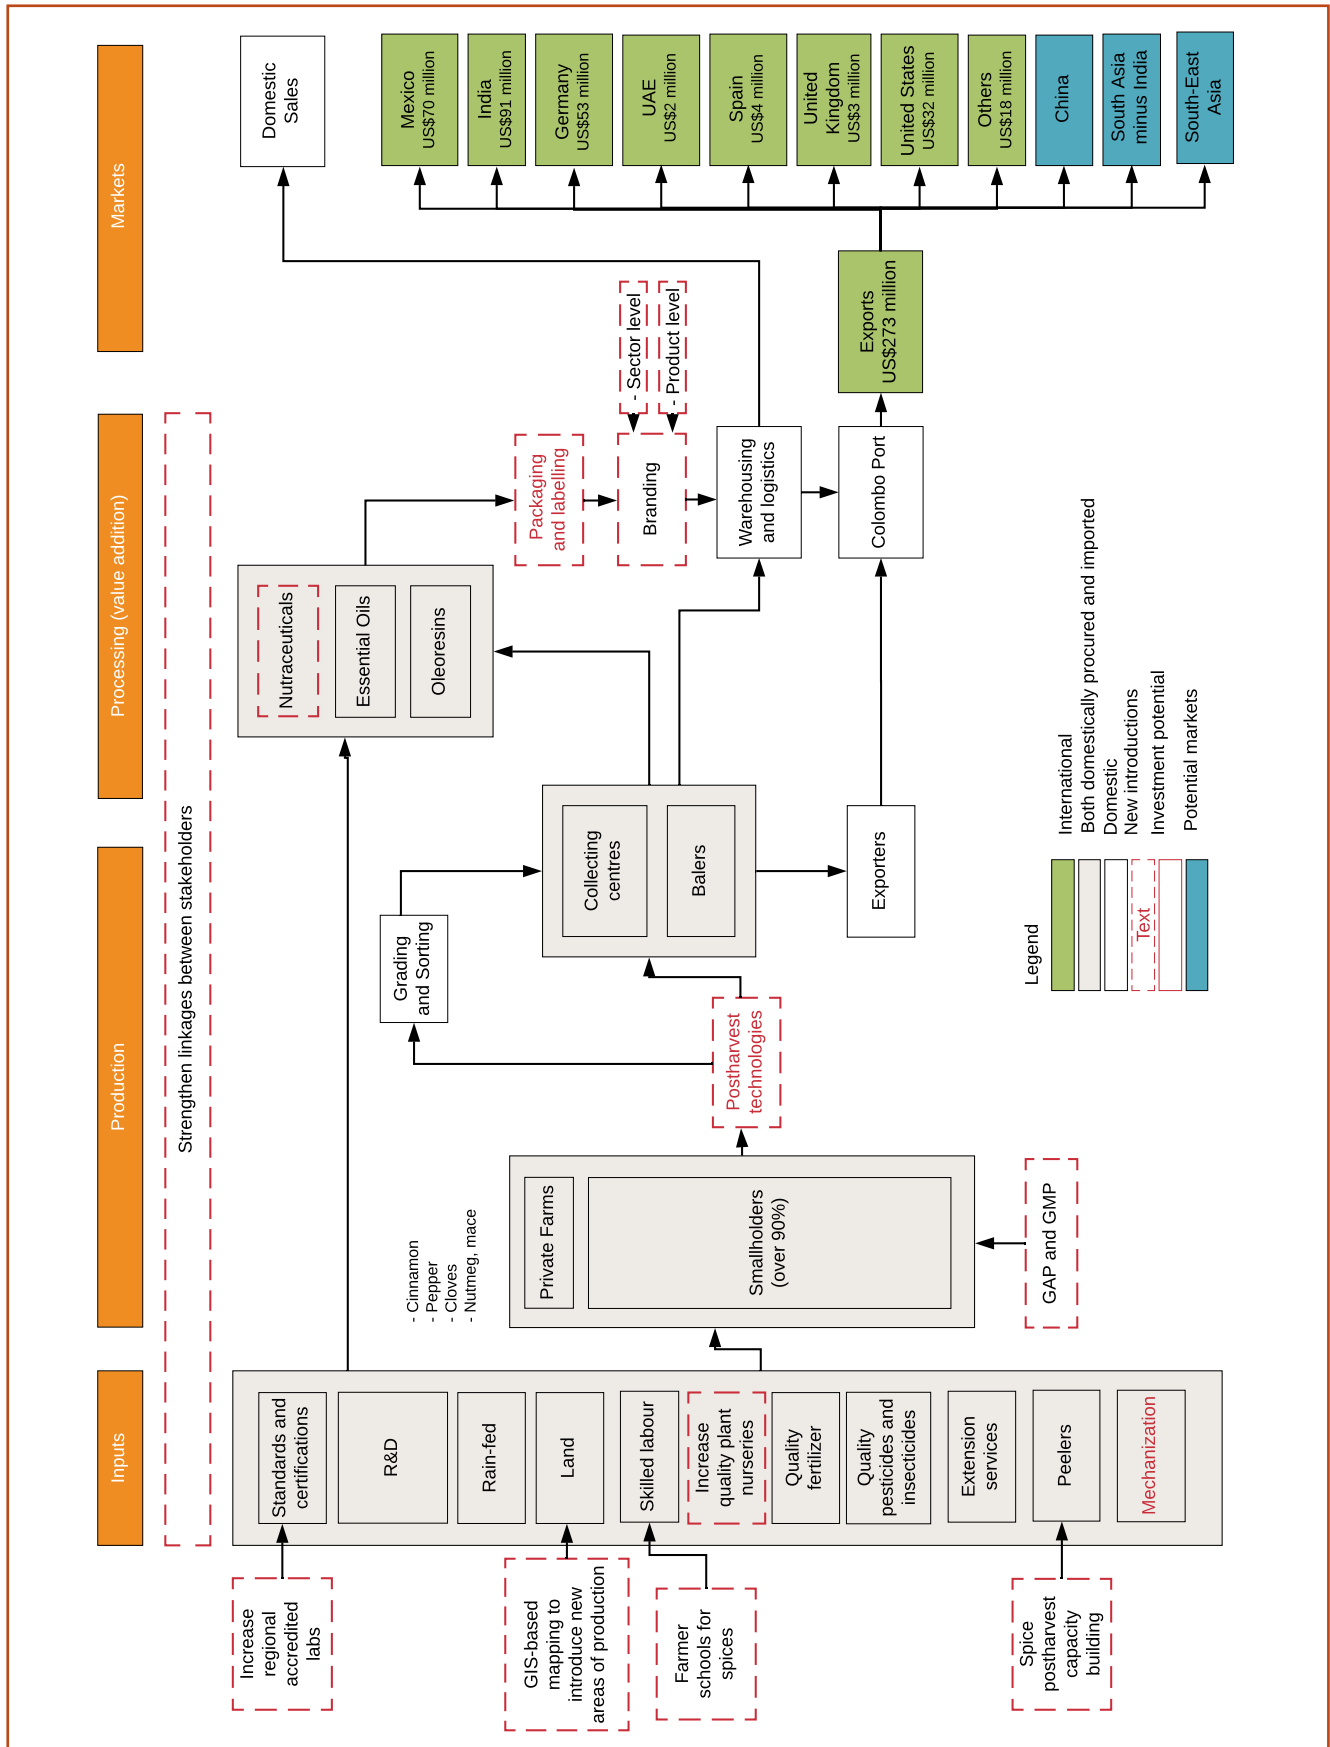 Inputs
Production
Processing (value addition)
Markets
Strengthen linkages between stakeholders
Increase
regional
accredited
labs
GIS-based
mapping to
introduce new
areas of production
Farmer
schools for
spices
Spice
postharvest
capacity
building
Standards and
certifications
R&D
Rain-fed
Land
Skilled labour
Increase
quality plant
nurseries
Quality
fertilizer
Quality
pesticides and
insecticides
Extension
services
Peelers
Mechanization
- Cinnamon
- Pepper
- Cloves
- Nutmeg, mace
Private Farms
Smallholders
(over 90%)
GAP and GMP
Postharvest
technologies
Grading
and Sorting
Collecting
centres
Balers
Exporters
Nutraceuticals
Essential Oils
Oleoresins
Packaging
and labelling
Branding
- Sector level
- Product level
Warehousing
and logistics
Colombo Port
Exports
US$273 million
Domestic
Sales
Mexico
US$70 million
India
US$91 million
Germany
US$53 million
UAE
US$2 million
Spain
US$4 million
United
Kingdom
US$3 million
United States
US$32 million
Others
US$18 million
China
South Asia
minus India
South-East
Asia
Legend
International
Both domestically procured and imported
Domestic
Text
New introductions
Investment potential
Potential markets